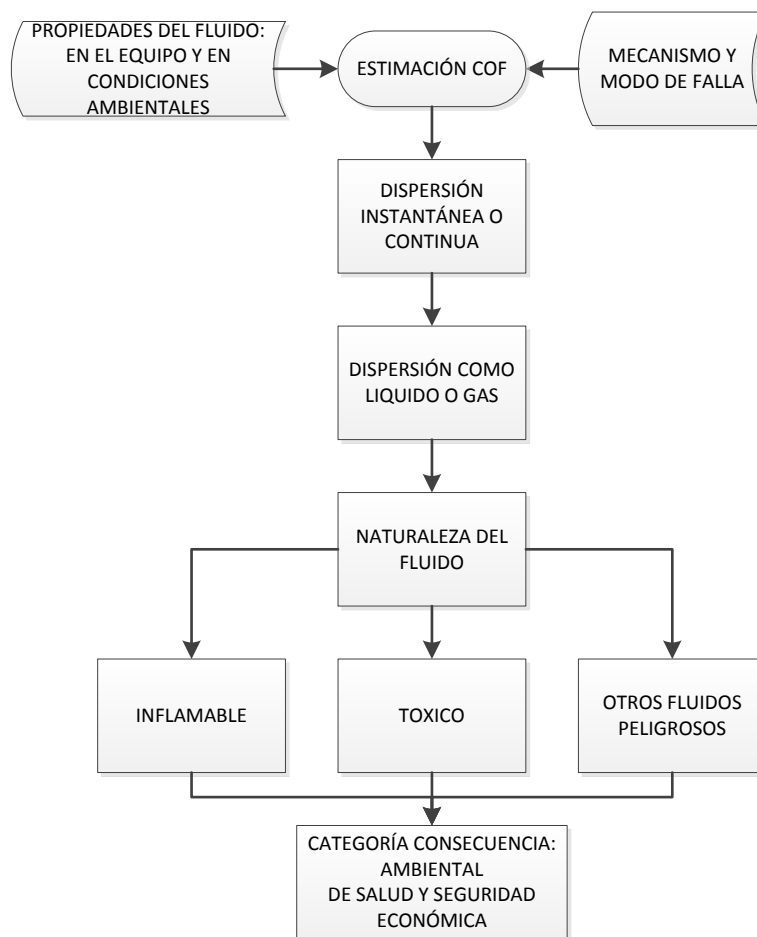 PROPIEDADES DEL FLUIDO:
EN EL EQUIPO Y EN
CONDICIONES
AMBIENTALES
ESTIMACIÓN COF
MECANISMO Y
MODO DE FALLA
DISPERSIÓN
INSTANTÁNEA O
CONTINUA
DISPERSIÓN COMO
LIQUIDO O GAS
NATURALEZA DEL
FLUIDO
INFLAMABLE
TOXICO
OTROS FLUIDOS
PELIGROSOS
CATEGORÍA CONSECUENCIA:
AMBIENTAL
DE SALUD Y SEGURIDAD
ECONÓMICA